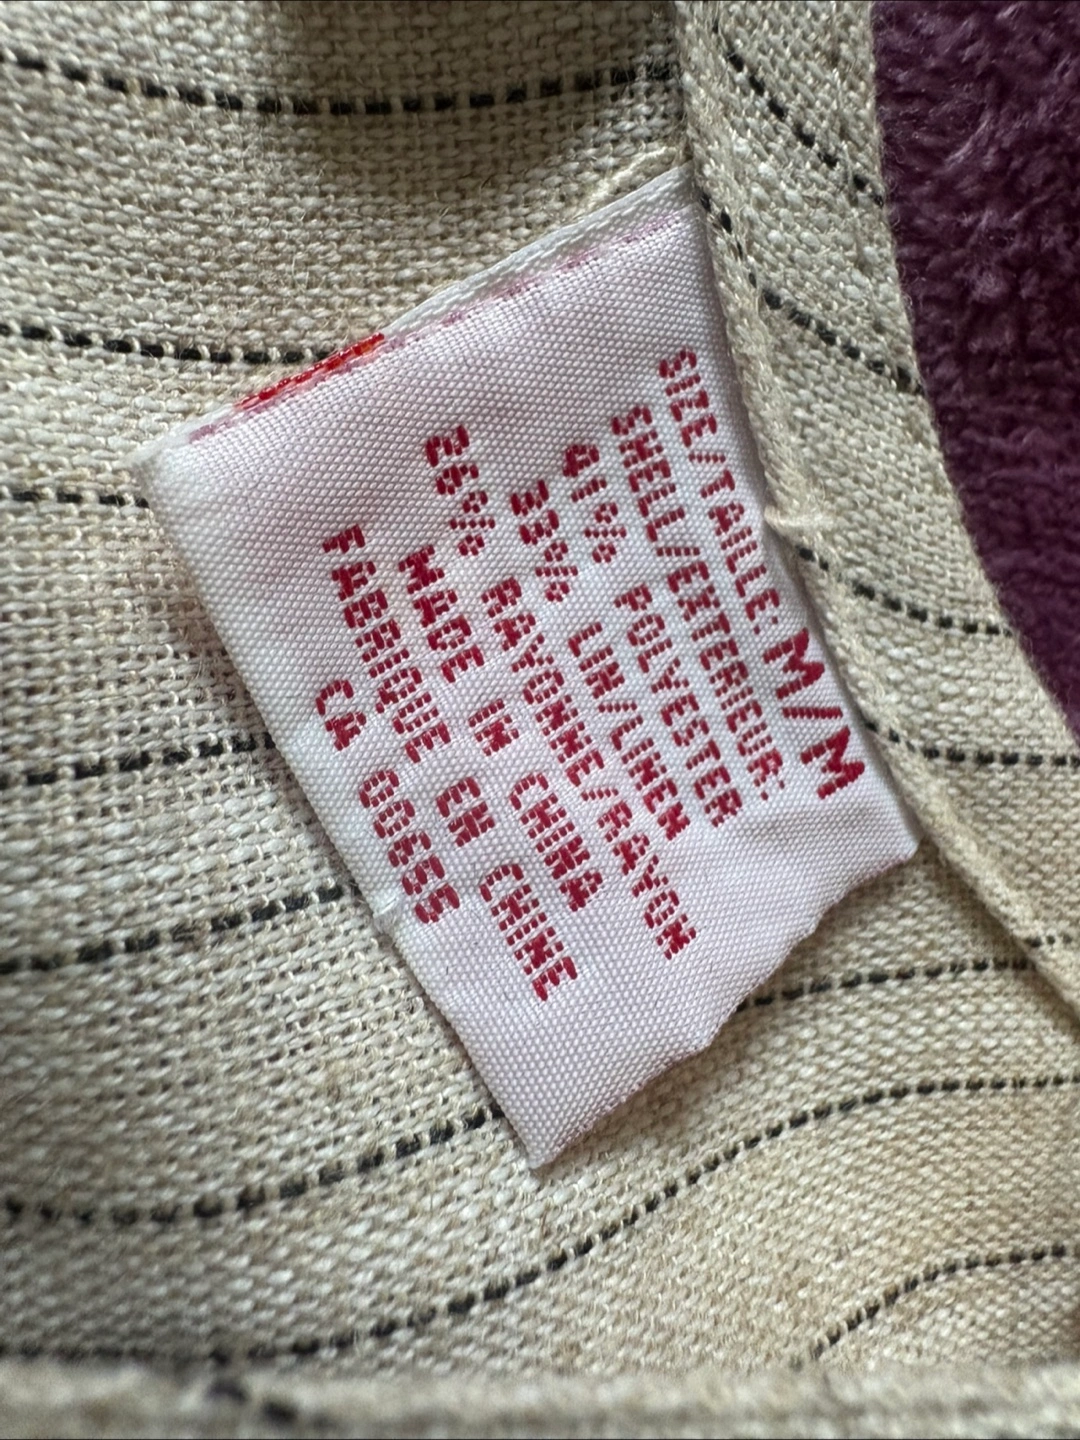 SIZE/TAILLE: M/M
SHELL/EXTERIEUR:
41% POLYESTER
33% LIN/LINEN
26% RAYONNE/RAYON
MADE IN CHINA
FABRIQUE EN CHINE
CA 00655